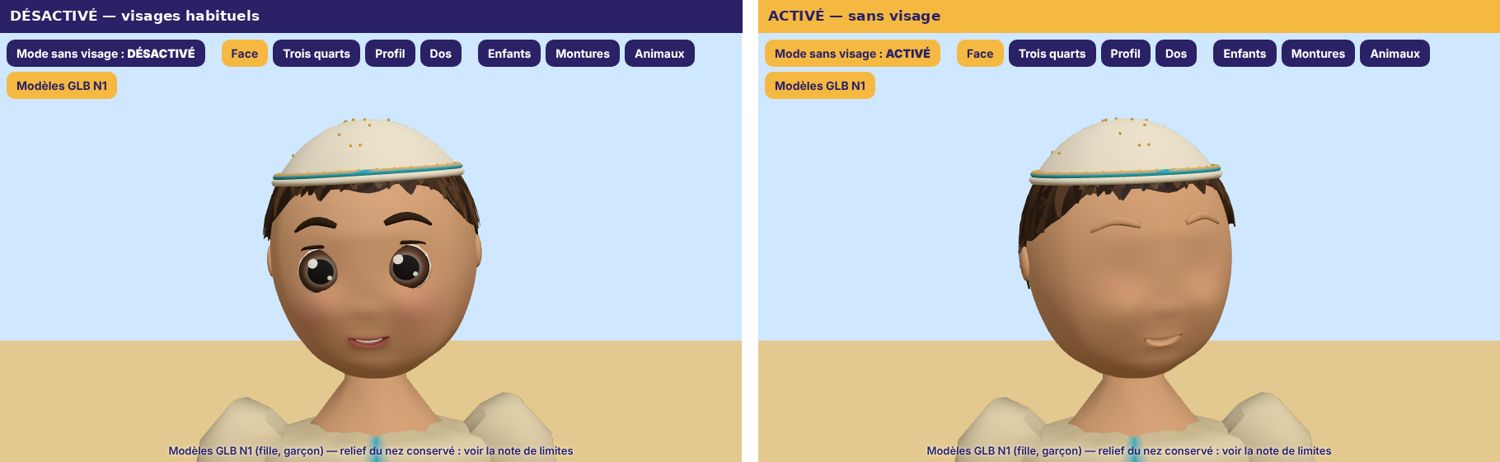 DÉSACTIVÉ — visages habituels
Mode sans visage : DÉSACTIVÉ Face Trois quarts Profil Dos Enfants Montures Animaux
Modèles GLB N1
Modèles GLB N1 (fille, garçon) — relief du nez conservé : voir la note de limites
ACTIVÉ — sans visage
Mode sans visage : ACTIVÉ Face Trois quarts Profil Dos Enfants Montures Animaux
Modèles GLB N1
Modèles GLB N1 (fille, garçon) — relief du nez conservé : voir la note de limites